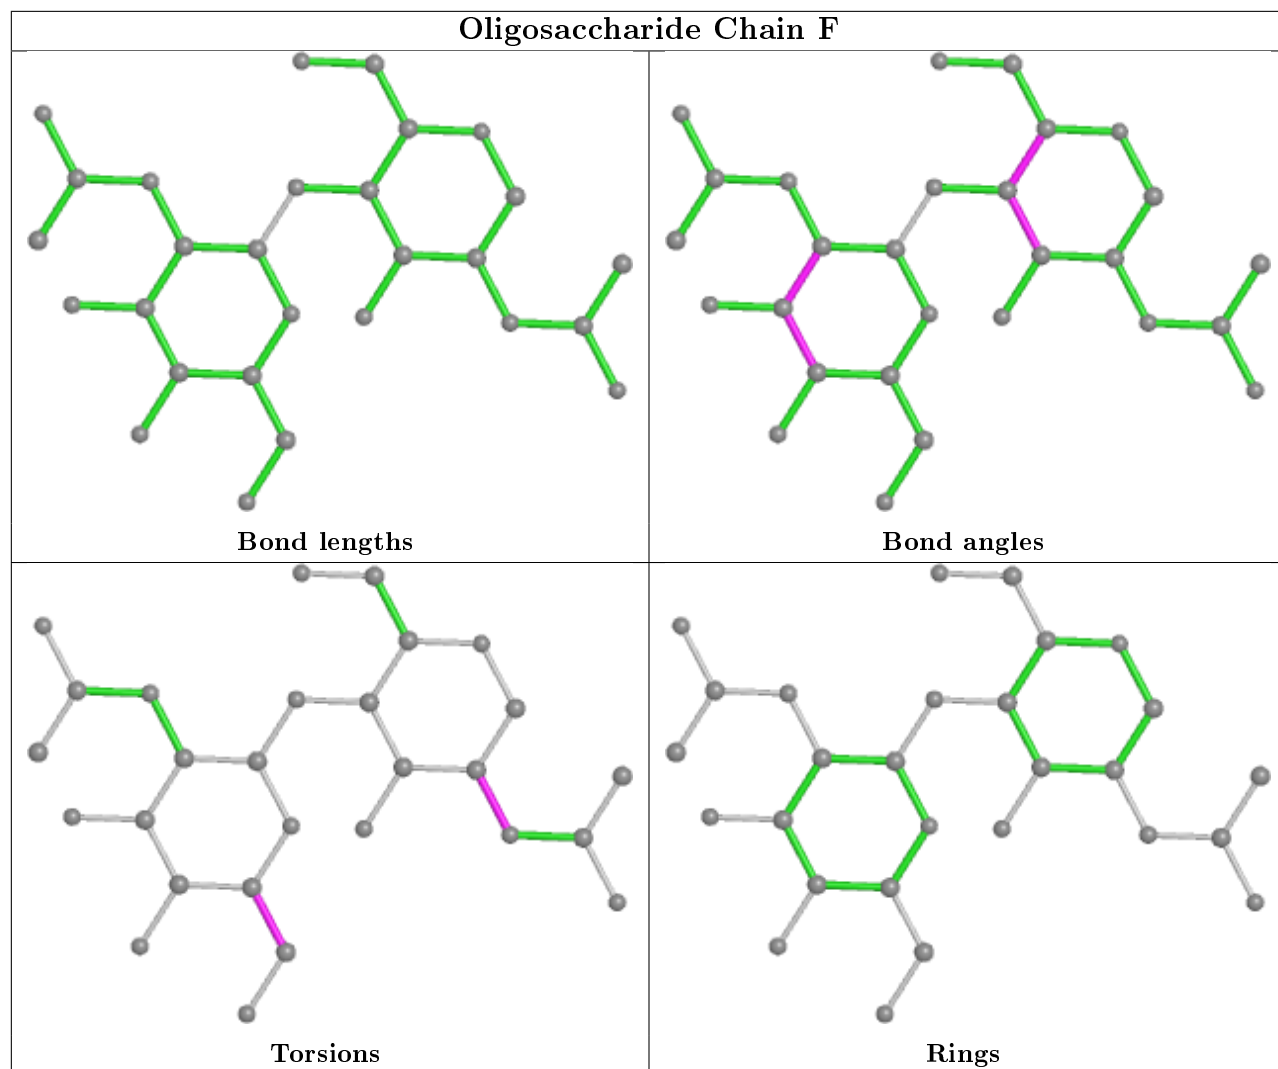 Oligosaccharide Chain F
Bond lengths
Bond angles
Torsions
Rings